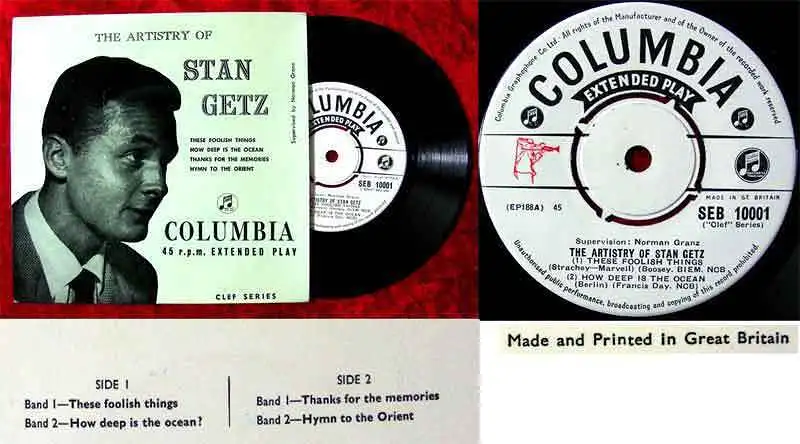 THE ARTISTRY OF
STAN
GETZ
Supervised by Norman Granz
THESE FOOLISH THINGS
HOW DEEP IS THE OCEAN
THANKS FOR THE MEMORIES
HYMN TO THE ORIENT
COLUMBIA
45 r.p.m. EXTENDED PLAY
CLEF SERIES
COLUMBIA
EXTENDED PLAY
SEB 10001
ARTISTRY OF STAN GETZ
Columbia Graphophone Co. Ltd. All rights of the Manufacturer and of the Owner of the recorded work reserved
COLUMBIA
EXTENDED PLAY
MADE IN GT. BRITAIN
(EP188A) 45
SEB 10001
("Clef" Series)
Supervision: Norman Granz
THE ARTISTRY OF STAN GETZ
(1) THESE FOOLISH THINGS
(Strachey—Marvell) (Boosey, BIEM, NCB)
(2) HOW DEEP IS THE OCEAN
(Berlin) (Francis Day, NCB)
Unauthorised public performance, broadcasting and copying of this record prohibited.
Made and Printed in Great Britain
SIDE 1
Band 1—These foolish things
Band 2—How deep is the ocean?
SIDE 2
Band 1—Thanks for the memories
Band 2—Hymn to the Orient